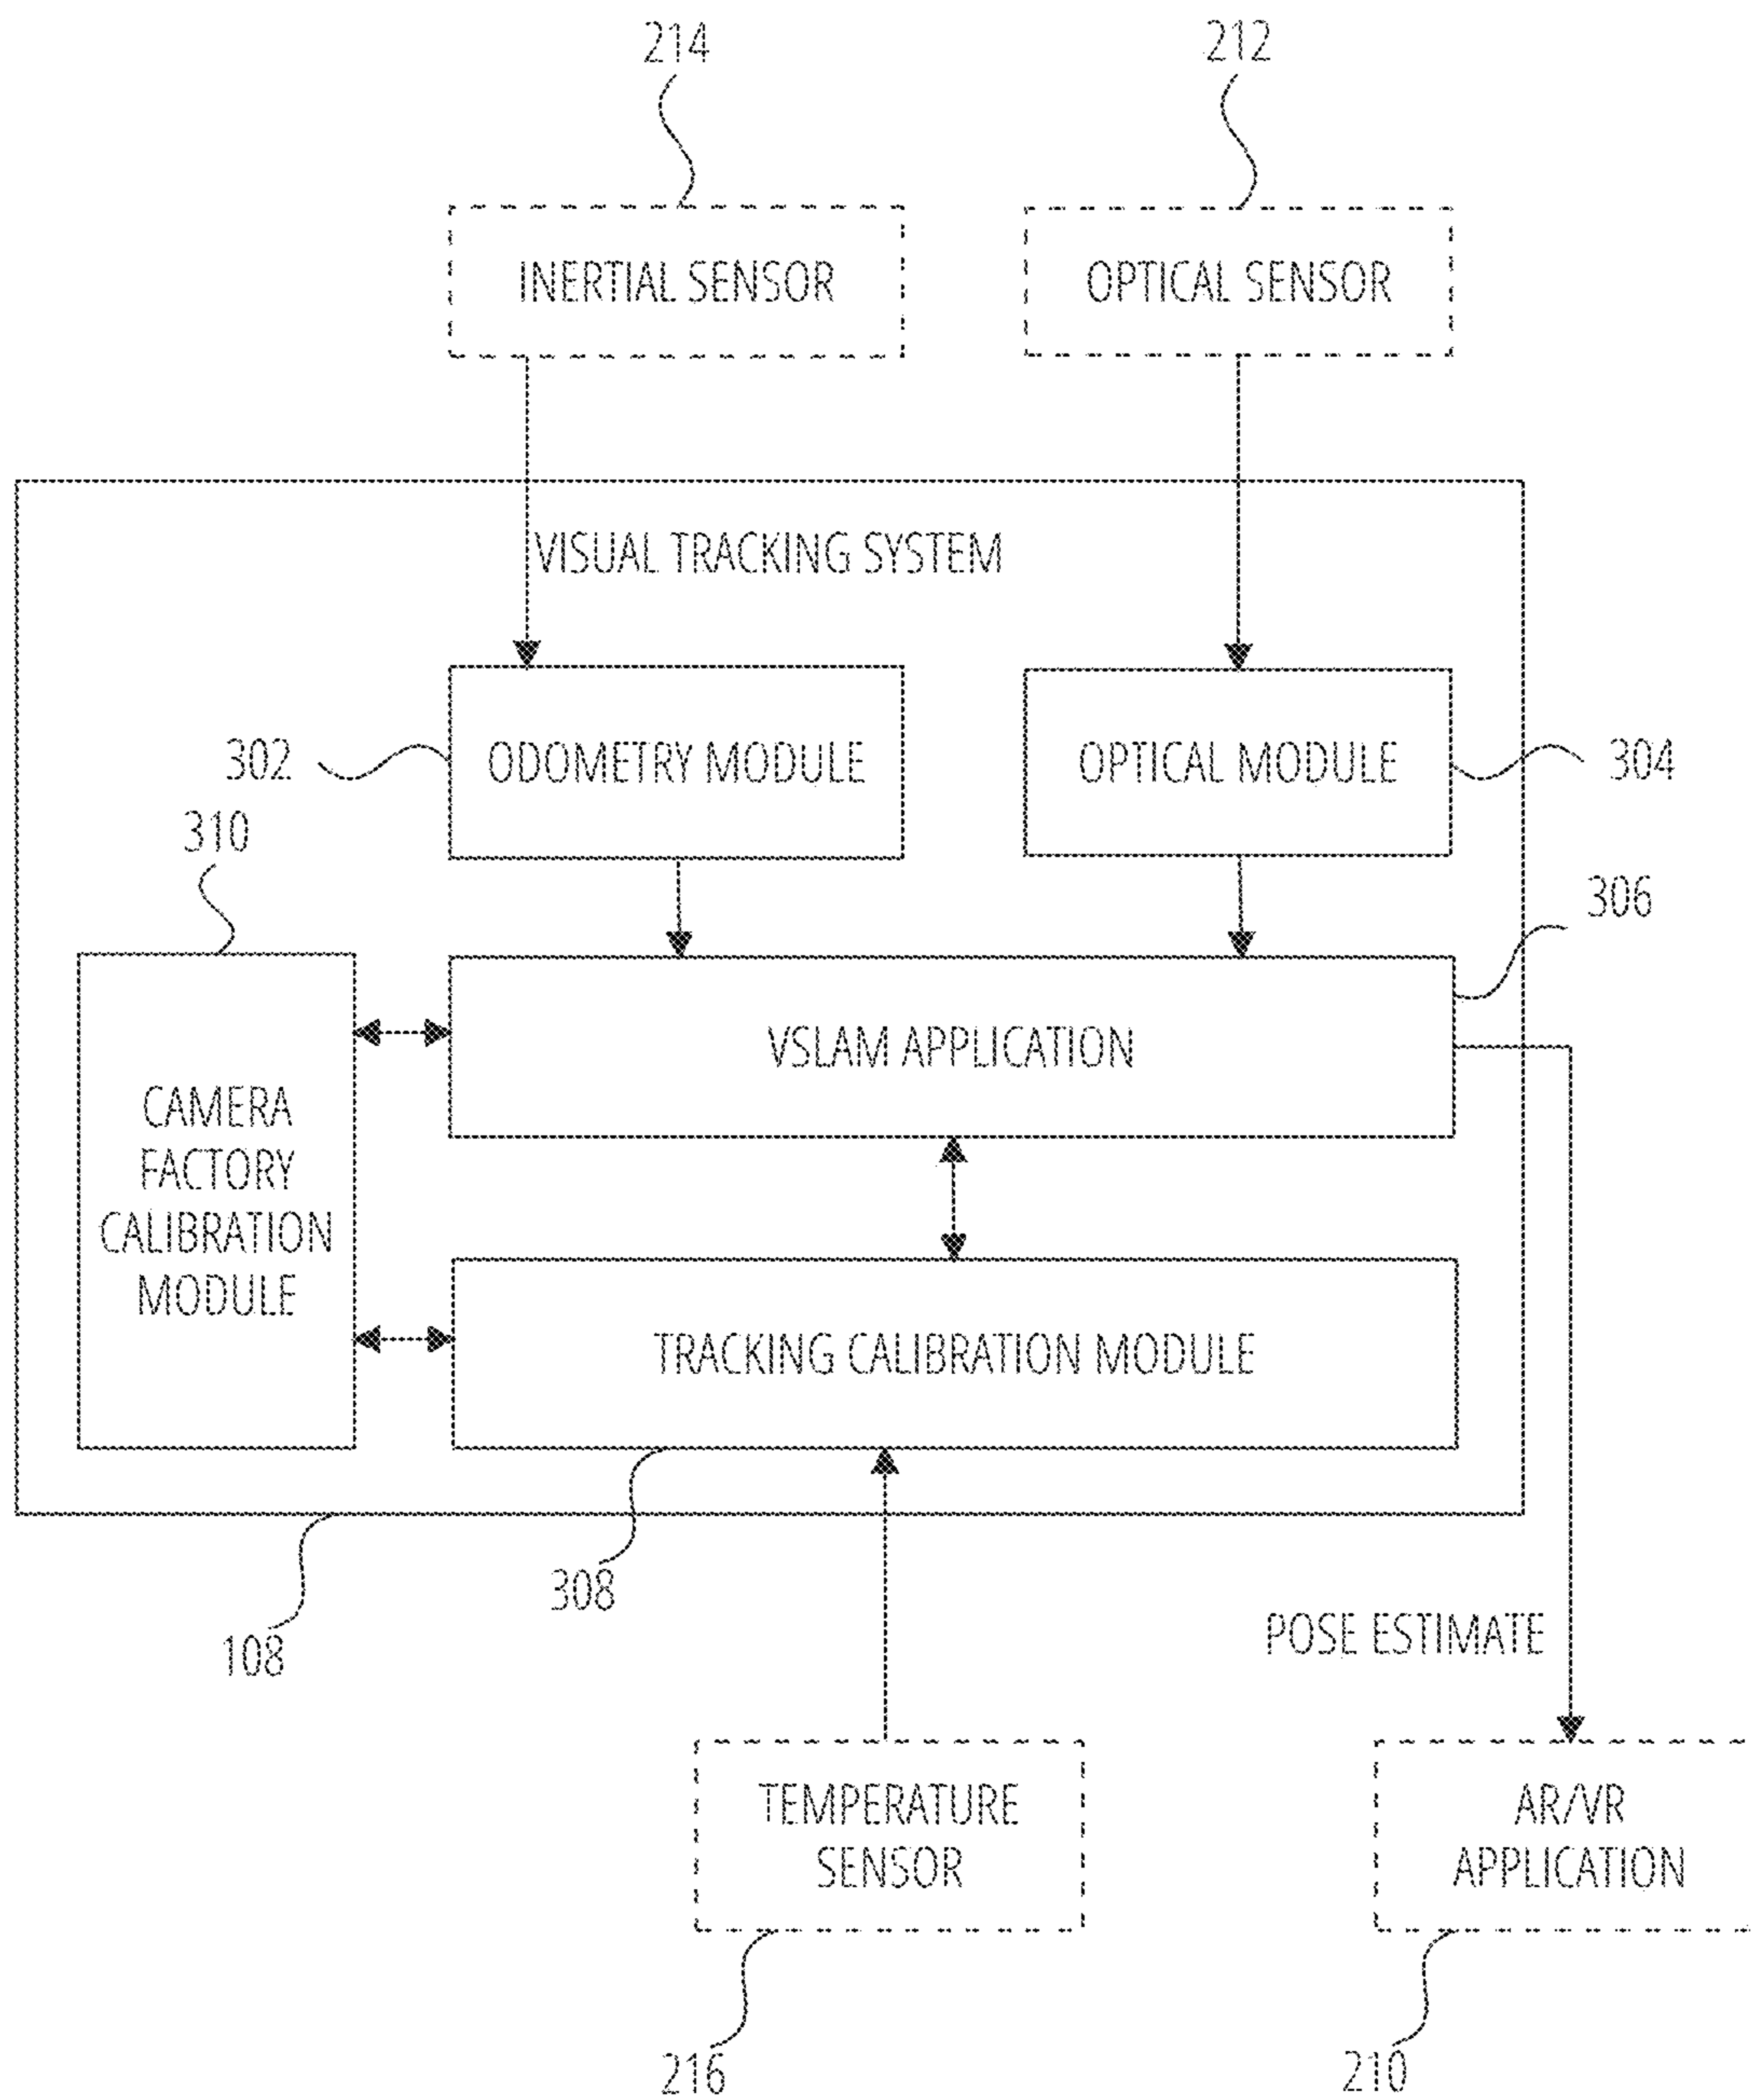 214
212
INERTIAL SENSOR
OPTICAL SENSOR
VISUAL TRACKING SYSTEM
302
ODOMETRY MODULE
OPTICAL MODULE
304
310
306
VSLAM APPLICATION
CAMERA
FACTORY
CALIBRATION
MODULE
TRACKING CALIBRATION MODULE
308
108
POSE ESTIMATE
TEMPERATURE
SENSOR
AR/VR
APPLICATION
216
210